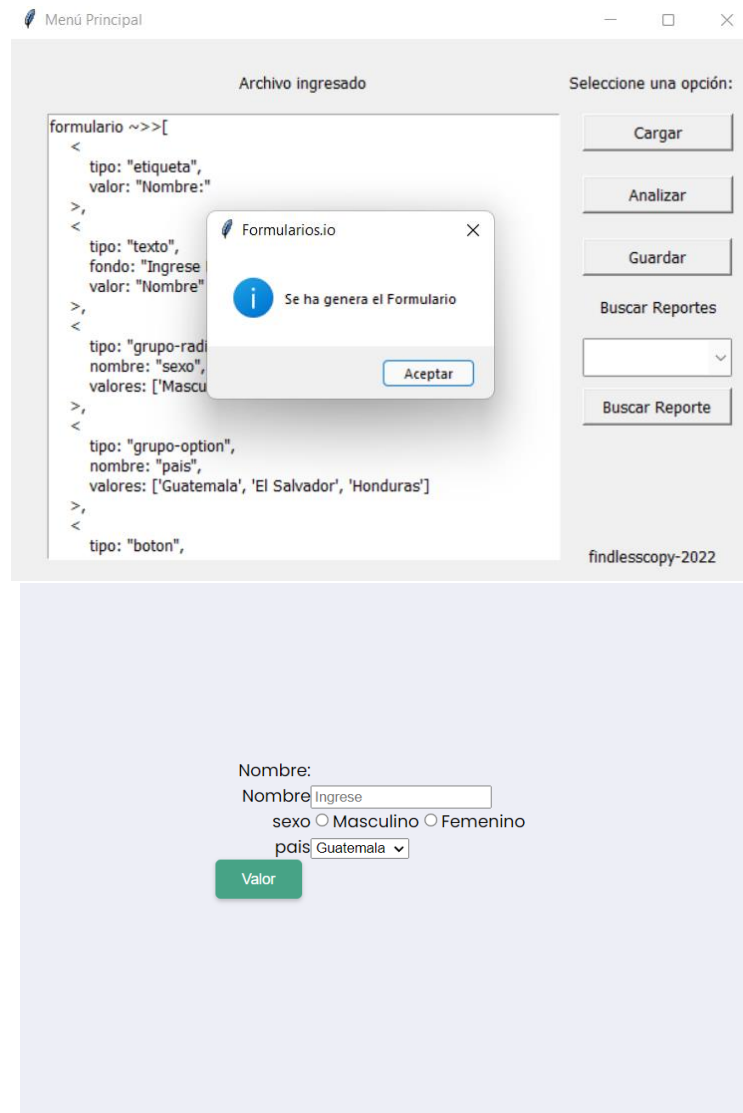 Menú Principal
Archivo ingresado
Seleccione una opción:
formulario ~>>[
<
tipo: "etiqueta",
valor: "Nombre:"
>,
<
tipo: "texto",
fondo: "Ingrese
valor: "Nombre"
>,
<
tipo: "grupo-radi
nombre: "sexo",
valores: ['Mascu
>,
<
tipo: "grupo-option",
nombre: "pais",
valores: ['Guatemala', 'El Salvador', 'Honduras']
>,
<
tipo: "boton",
Formularios.io
Se ha genera el Formulario
Aceptar
Cargar
Analizar
Guardar
Buscar Reportes
Buscar Reporte
findlesscopy-2022
Nombre:
Nombre Ingrese
sexo Masculino Femenino
pais Guatemala
Valor